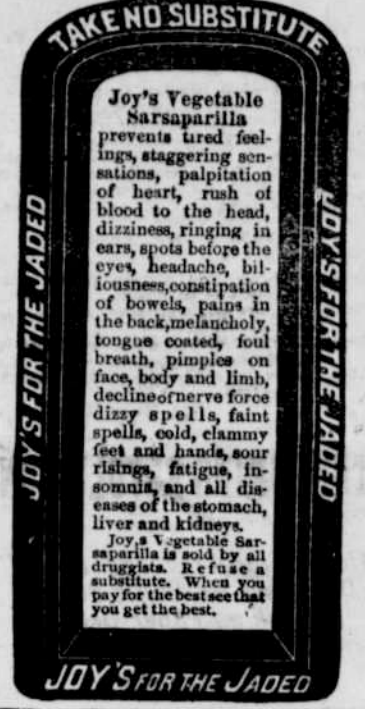 TAKE NO SUBSTITUTE
JOY'S FOR THE JADED
JOY'S FOR THE JADED
Joy's Vegetable
Sarsaparilla
prevents tired feel-
ings, staggering sen-
sations, palpitation
of heart, rush of
blood to the head,
dizziness, ringing in
ears, spots before the
eyes, headache, bil-
iousness,constipation
of bowels, pains in
the back,melancholy,
tongue coated, foul
breath, pimples on
face, body and limb,
decline of nerve force
dizzy spells, faint
spells, cold, clammy
feet and hands, sour
risings, fatigue, in-
somnia, and all dis-
eases of the stomach,
liver and kidneys.
Joy,s Vegetable Sar-
saparilla is sold by all
druggists. Refuse a
substitute. When you
pay for the best see that
you get the best.
JOY'S FOR THE JADED